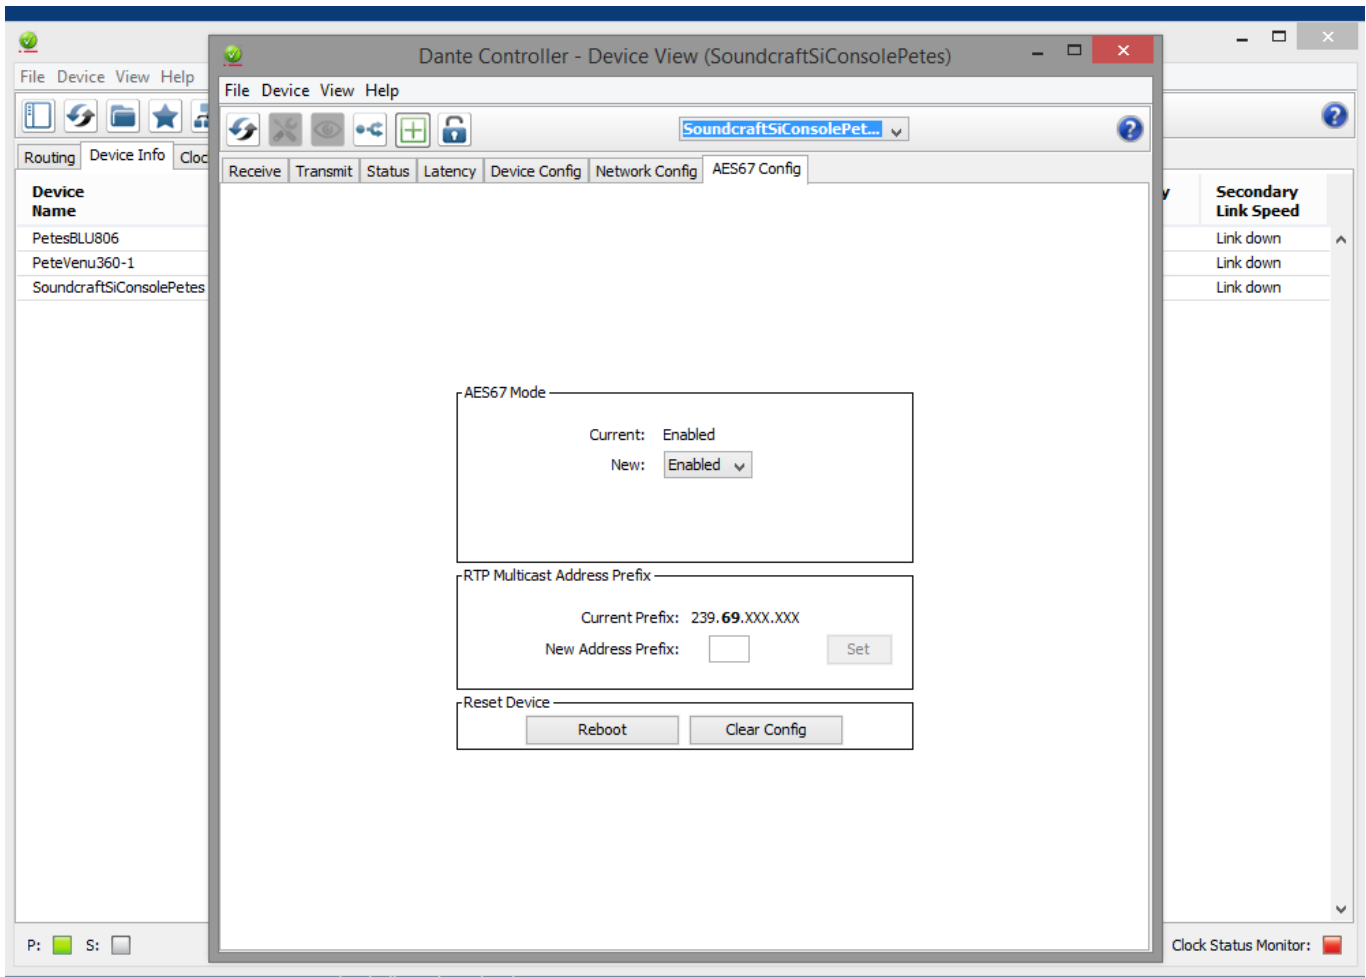 Dante Controller - Device View (SoundcraftSiConsolePetes)
File Device View Help
File Device View Help
SoundcraftSiConsolePet...
Routing Device Info Cloc
Receive Transmit Status Latency Device Config Network Config AES67 Config
Device
Name
y
Secondary
Link Speed
PetesBLU806
Link down
PeteVenu360-1
Link down
SoundcraftSiConsolePetes
Link down
AES67 Mode
Current: Enabled
New: Enabled
RTP Multicast Address Prefix
Current Prefix: 239.69.XXX.XXX
New Address Prefix: Set
Reset Device
Reboot Clear Config
P: S:
Clock Status Monitor: